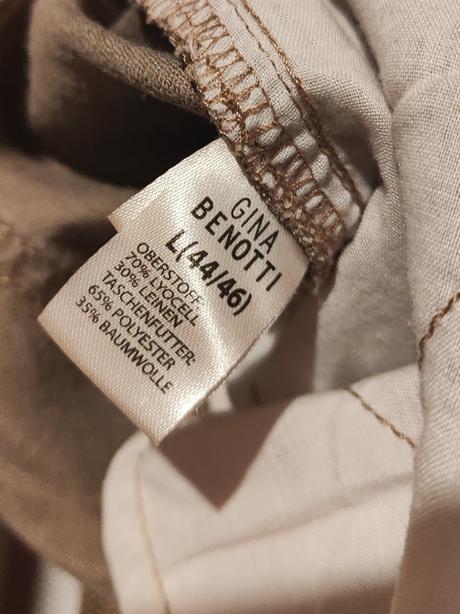 GINA
BENOTTI
L(44/46)
OBERSTOFF:
70% LYOCELL
30% LEINEN
TASCHENFUTTER:
65% POLYESTER
35% BAUMWOLLE